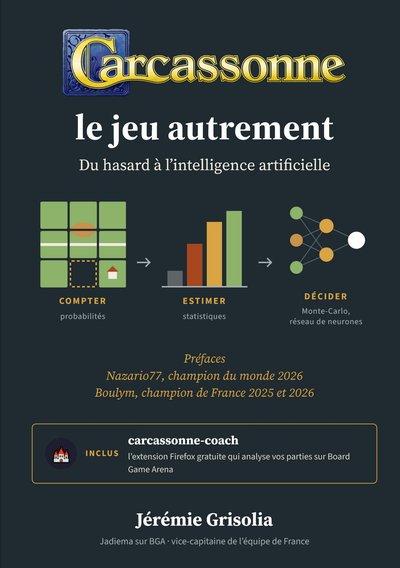 Carcassonne
le jeu autrement
Du hasard à l'intelligence artificielle
→ →
COMPTER
probabilités
ESTIMER
statistiques
DÉCIDER
Monte-Carlo,
réseau de neurones
Préfaces
Nazario77, champion du monde 2026
Boulym, champion de France 2025 et 2026
INCLUS
carcassonne-coach
l'extension Firefox gratuite qui analyse vos parties sur Board
Game Arena
Jérémie Grisolia
Jadiema sur BGA · vice-capitaine de l'équipe de France